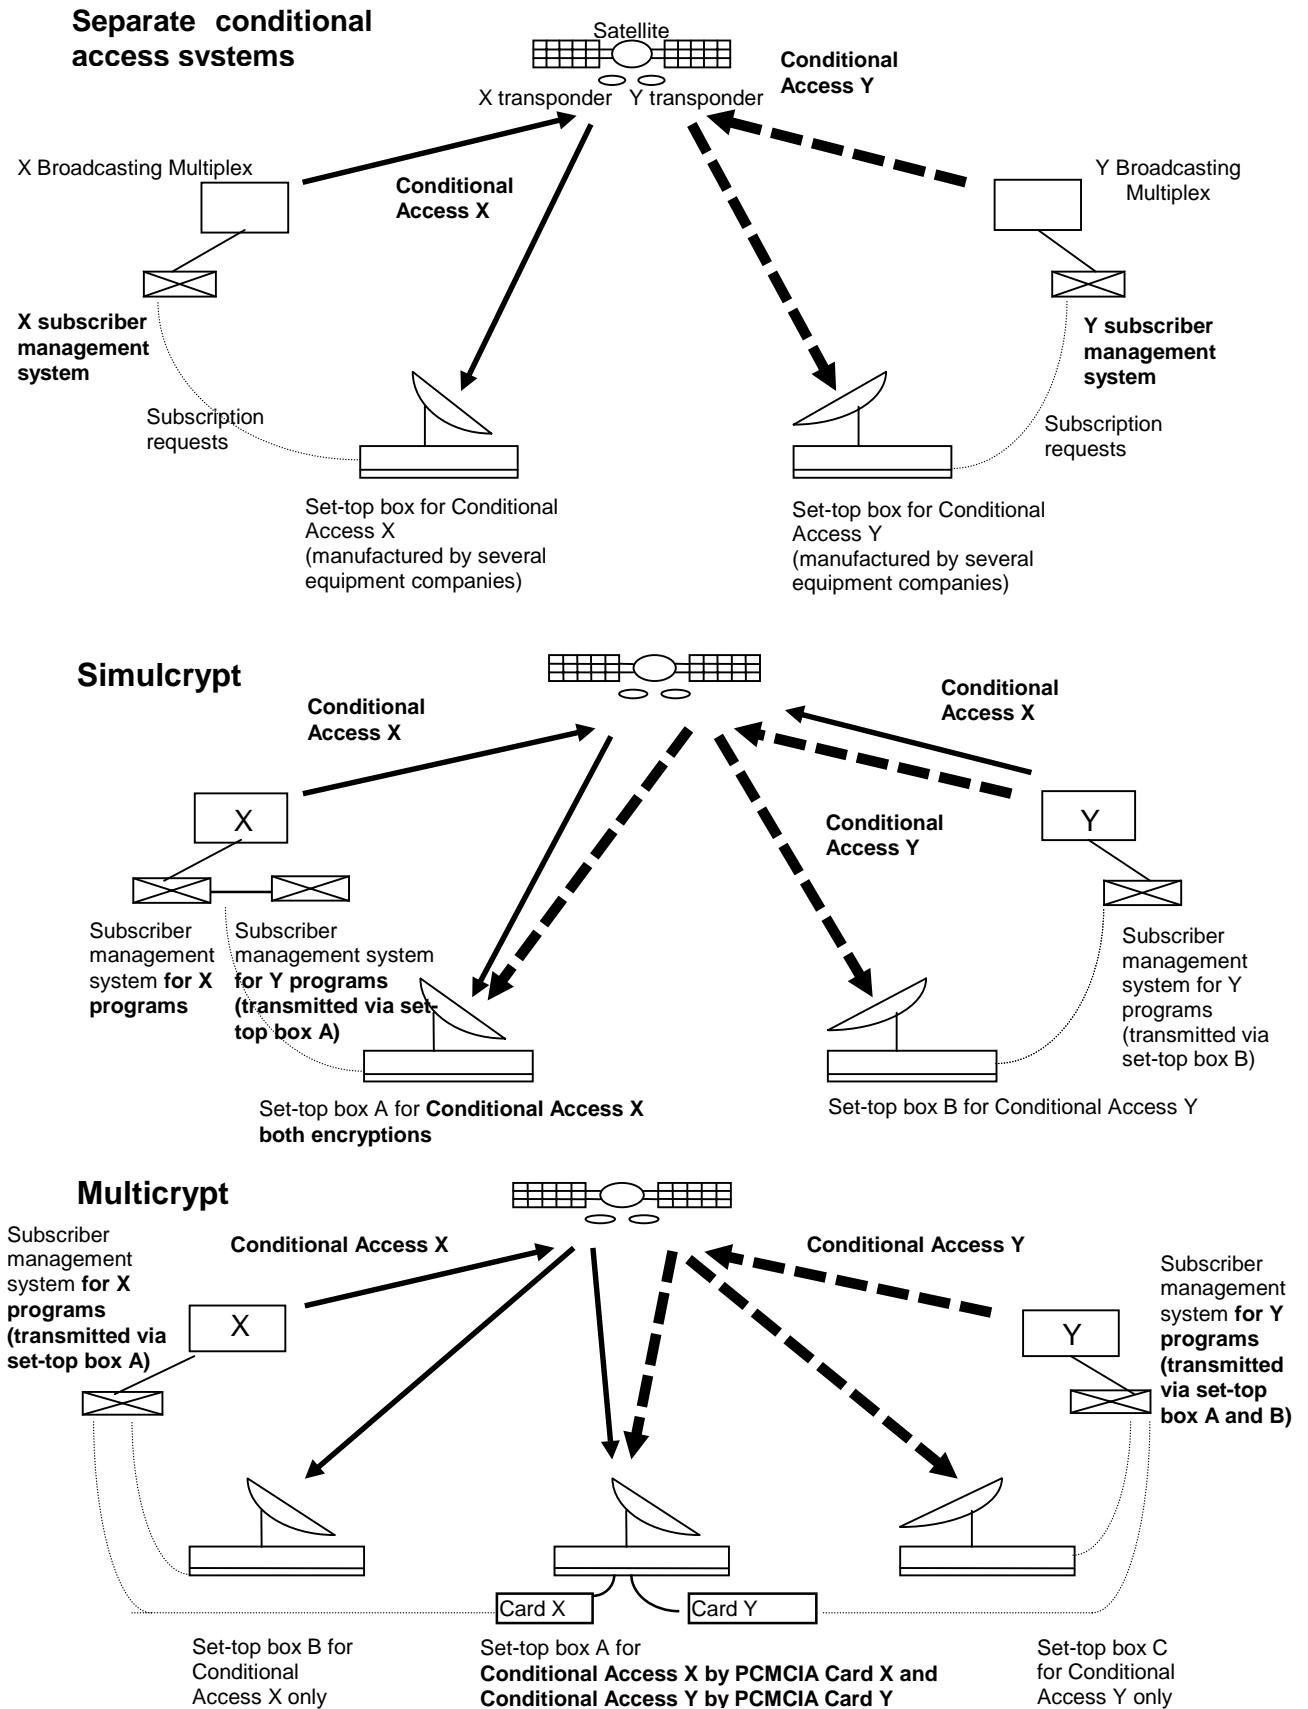 Separate conditional
access systems
Satellite
Conditional
Access Y
X transponder
Y transponder
X Broadcasting Multiplex
Conditional
Access X
Y Broadcasting
Multiplex
X subscriber
management
system
Y subscriber
management
system
Subscription
requests
Subscription
requests
Set-top box for Conditional
Access X
(manufactured by several
equipment companies)
Set-top box for Conditional
Access Y
(manufactured by several
equipment companies)
Simulcrypt
Conditional
Access X
Conditional
Access X
X
Y
Conditional
Access Y
Subscriber
management
system for X
programs
Subscriber
management system
for Y programs
(transmitted via set-
top box A)
Subscriber
management
system for Y
programs
(transmitted via
set-top box B)
Set-top box A for Conditional Access X
both encryptions
Set-top box B for Conditional Access Y
Multicrypt
Subscriber
management
system for X
programs
(transmitted via
set-top box A)
Conditional Access X
Conditional Access Y
Subscriber
management
system for Y
programs
(transmitted
via set-top
box A and B)
X
Y
Card X
Card Y
Set-top box B for
Conditional
Access X only
Set-top box A for
Conditional Access X by PCMCIA Card X and
Conditional Access Y by PCMCIA Card Y
Set-top box C
for Conditional
Access Y only